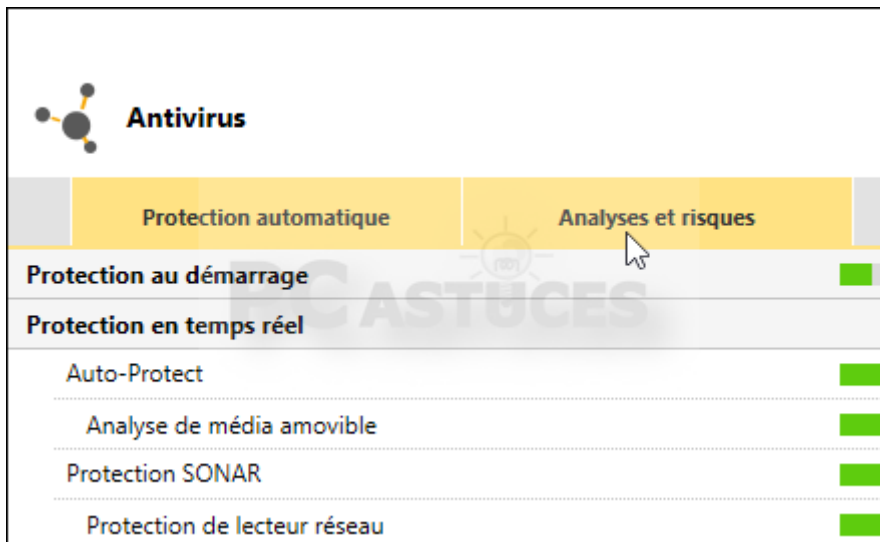 Antivirus
Protection automatique
Analyses et risques
Protection au démarrage
PC ASTUCES
Protection en temps réel
Auto-Protect
Analyse de média amovible
Protection SONAR
Protection de lecteur réseau